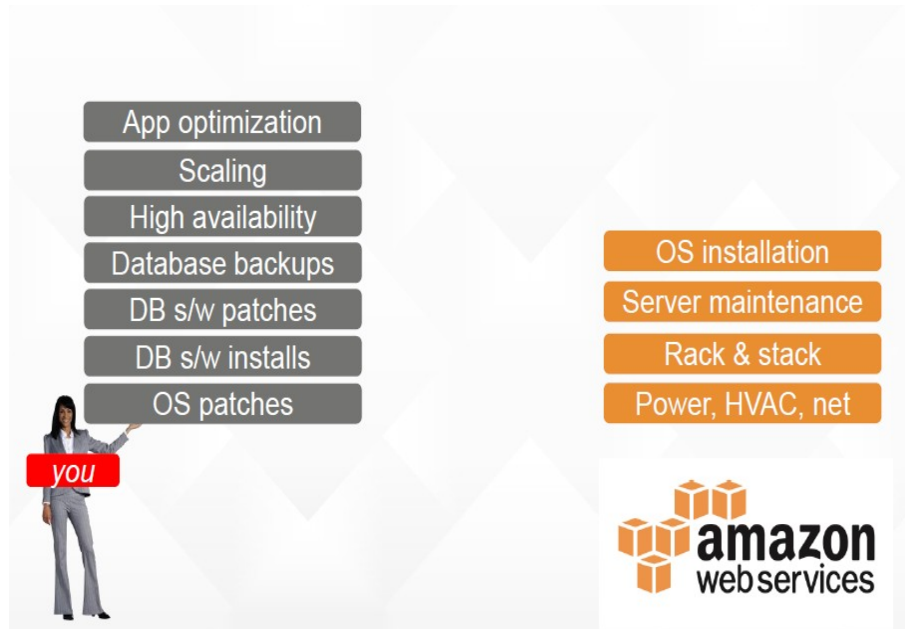 App optimization
Scaling
High availability
Database backups
DB s/w patches
DB s/w installs
OS patches
you
OS installation
Server maintenance
Rack & stack
Power, HVAC, net
amazon
webservices